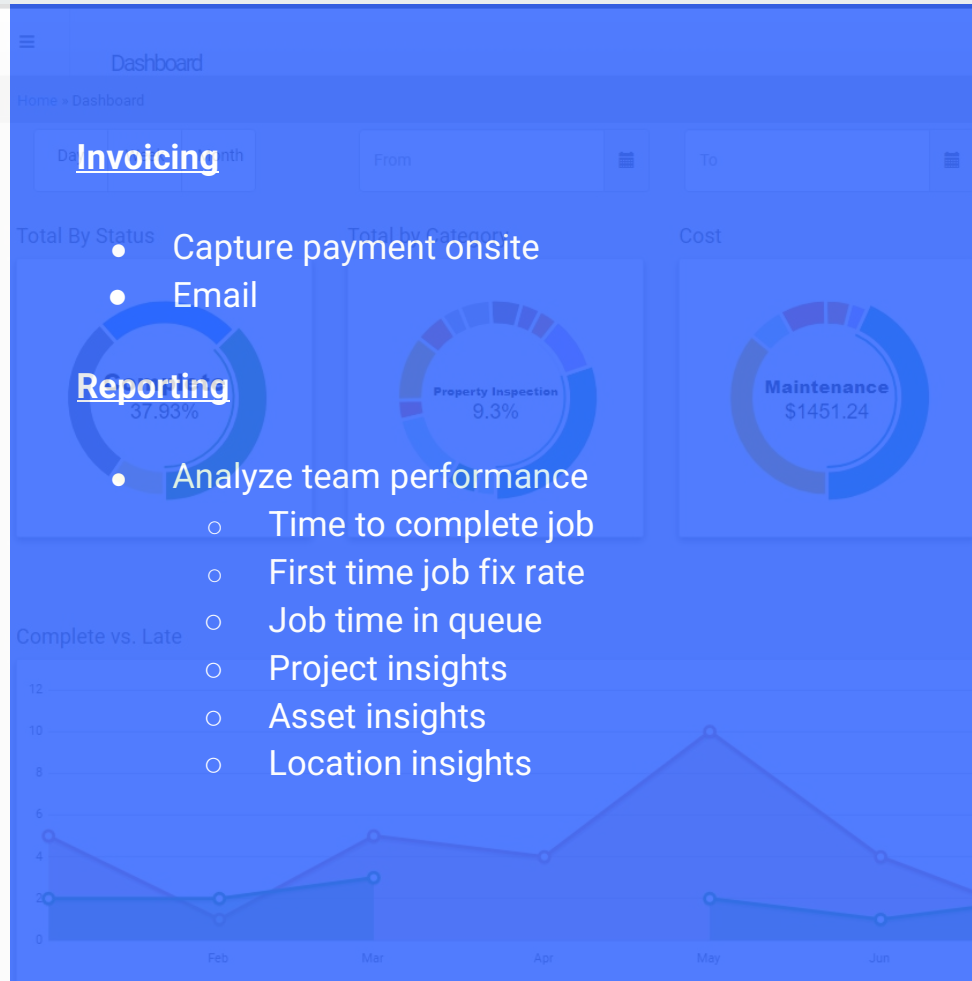 Dashboard
Home » Dashboard
Invoicing
From
To
Total By Status
Total by Category
Cost
Capture payment onsite
Email
Reporting
37.93%
Property Inspection
9.3%
Maintenance
$1451.24
Analyze team performance
Time to complete job
First time job fix rate
Job time in queue
Project insights
Asset insights
Location insights
Complete vs. Late
12
10
8
6
4
2
0
Feb Mar Apr May Jun